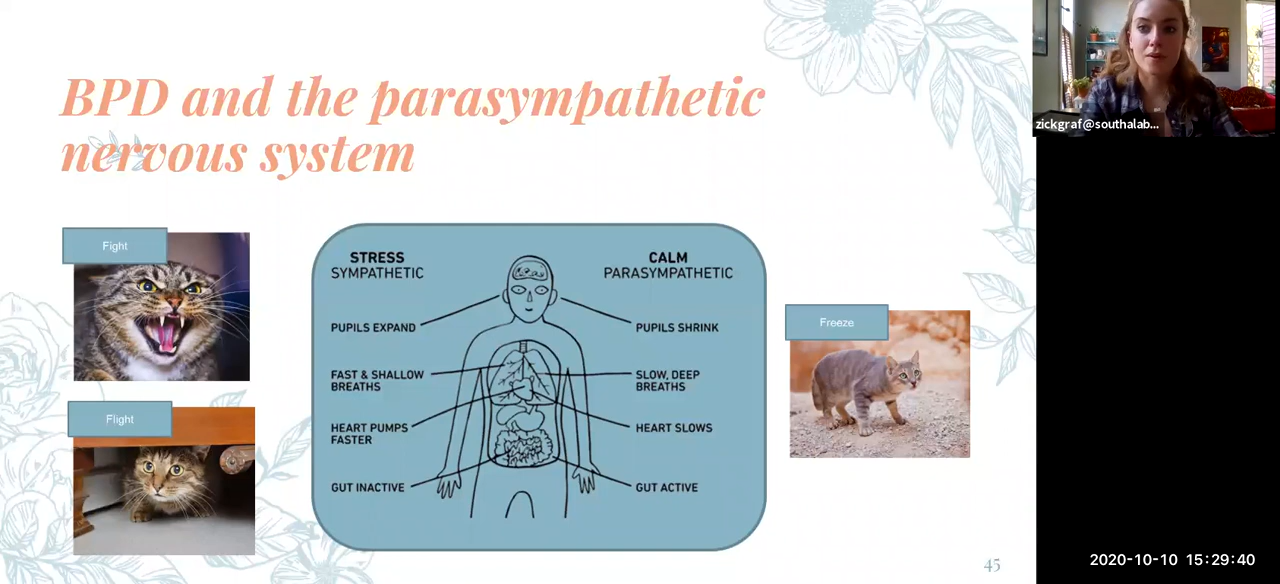 BPD and the parasympathetic
nervous system
Fight
Flight
STRESS
SYMPATHETIC
PUPILS EXPAND
FAST & SHALLOW
BREATHS
HEART PUMPS
FASTER
GUT INACTIVE
CALM
PARASYMPATHETIC
PUPILS SHRINK
SLOW, DEEP
BREATHS
HEART SLOWS
GUT ACTIVE
Freeze
45
zickgraf@southalab...
2020-10-10 15:29:40